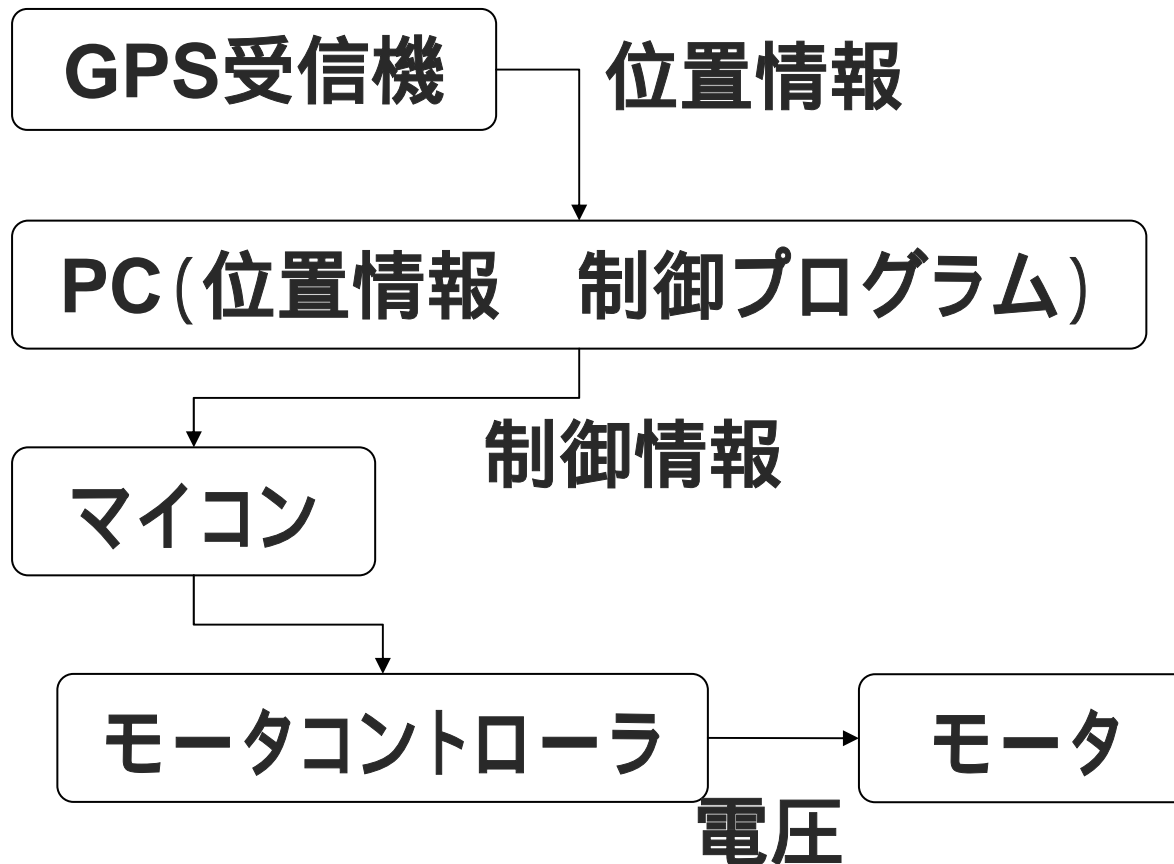 GPS受信機
位置情報
PC(位置情報　制御プログラム)
制御情報
マイコン
モータコントローラ
モータ
電圧